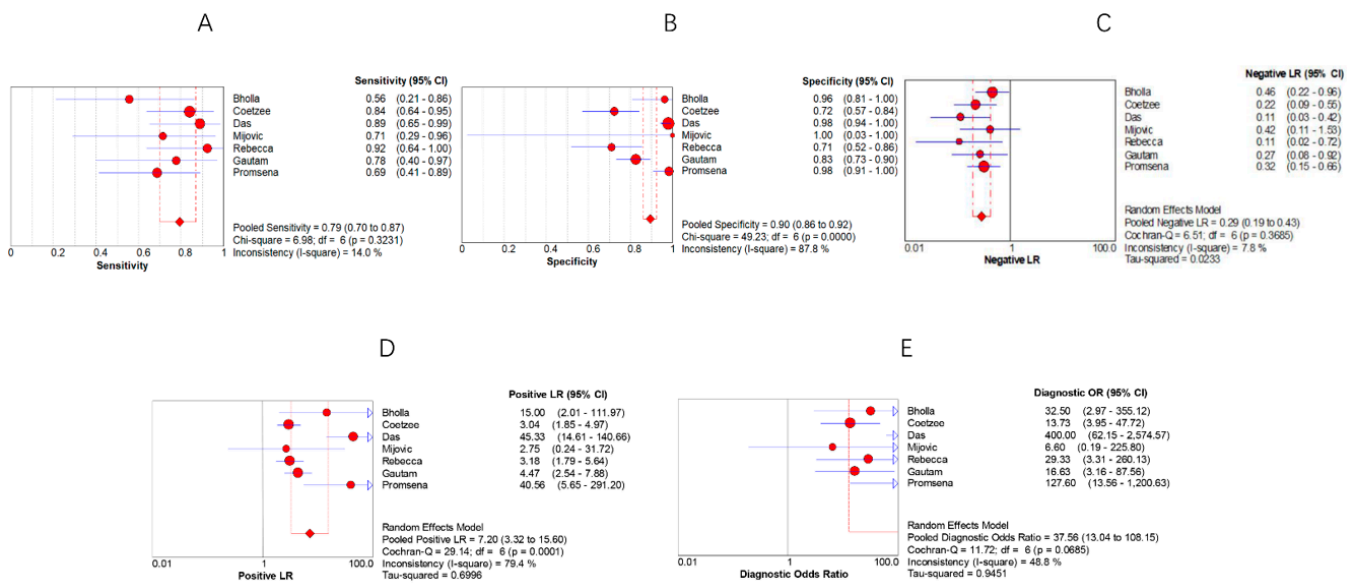 A
Sensitivity (95% CI)
Bholla 0.56 (0.21 - 0.86)
Coetzee 0.84 (0.64 - 0.95)
Das 0.89 (0.65 - 0.99)
Mijovic 0.71 (0.29 - 0.96)
Rebecca 0.92 (0.64 - 1.00)
Gautam 0.78 (0.40 - 0.97)
Promsena 0.69 (0.41 - 0.89)
Pooled Sensitivity = 0.79 (0.70 to 0.87)
Chi-square = 6.98; df = 6 (p = 0.3231)
Inconsistency (I-square) = 14.0 %
0 0.2 0.4 0.6 0.8 1
Sensitivity
B
Specificity (95% CI)
Bholla 0.96 (0.81 - 1.00)
Coetzee 0.72 (0.57 - 0.84)
Das 0.98 (0.94 - 1.00)
Mijovic 1.00 (0.03 - 1.00)
Rebecca 0.71 (0.52 - 0.86)
Gautam 0.83 (0.73 - 0.90)
Promsena 0.98 (0.91 - 1.00)
Pooled Specificity = 0.90 (0.86 to 0.92)
Chi-square = 49.23; df = 6 (p = 0.0000)
Inconsistency (I-square) = 87.8 %
0 0.2 0.4 0.6 0.8 1
Specificity
C
Negative LR (95% CI)
Bholla 0.46 (0.22 - 0.96)
Coetzee 0.22 (0.09 - 0.55)
Das 0.11 (0.03 - 0.42)
Mijovic 0.42 (0.11 - 1.53)
Rebecca 0.11 (0.02 - 0.72)
Gautam 0.27 (0.08 - 0.92)
Promsena 0.32 (0.15 - 0.66)
Random Effects Model
Pooled Negative LR = 0.29 (0.19 to 0.43)
Cochran-Q = 6.51; df = 6 (p = 0.3685)
Inconsistency (I-square) = 7.8 %
Tau-squared = 0.0233
0.01 1 100.0
Negative LR
D
Positive LR (95% CI)
Bholla 15.00 (2.01 - 111.97)
Coetzee 3.04 (1.85 - 4.97)
Das 45.33 (14.61 - 140.66)
Mijovic 2.75 (0.24 - 31.72)
Rebecca 3.18 (1.79 - 5.64)
Gautam 4.47 (2.54 - 7.88)
Promsena 40.56 (5.65 - 291.20)
Random Effects Model
Pooled Positive LR = 7.20 (3.32 to 15.60)
Cochran-Q = 29.14; df = 6 (p = 0.0001)
Inconsistency (I-square) = 79.4 %
Tau-squared = 0.6996
0.01 1 100.0
Positive LR
E
Diagnostic OR (95% CI)
Bholla 32.50 (2.97 - 355.12)
Coetzee 13.73 (3.95 - 47.72)
Das 400.00 (62.15 - 2,574.57)
Mijovic 6.60 (0.19 - 225.80)
Rebecca 29.33 (3.31 - 260.13)
Gautam 16.63 (3.16 - 87.56)
Promsena 127.60 (13.56 - 1,200.63)
Random Effects Model
Pooled Diagnostic Odds Ratio = 37.56 (13.04 to 108.15)
Cochran-Q = 11.72; df = 6 (p = 0.0685)
Inconsistency (I-square) = 48.8 %
Tau-squared = 0.9451
0.01 1 100.0
Diagnostic Odds Ratio